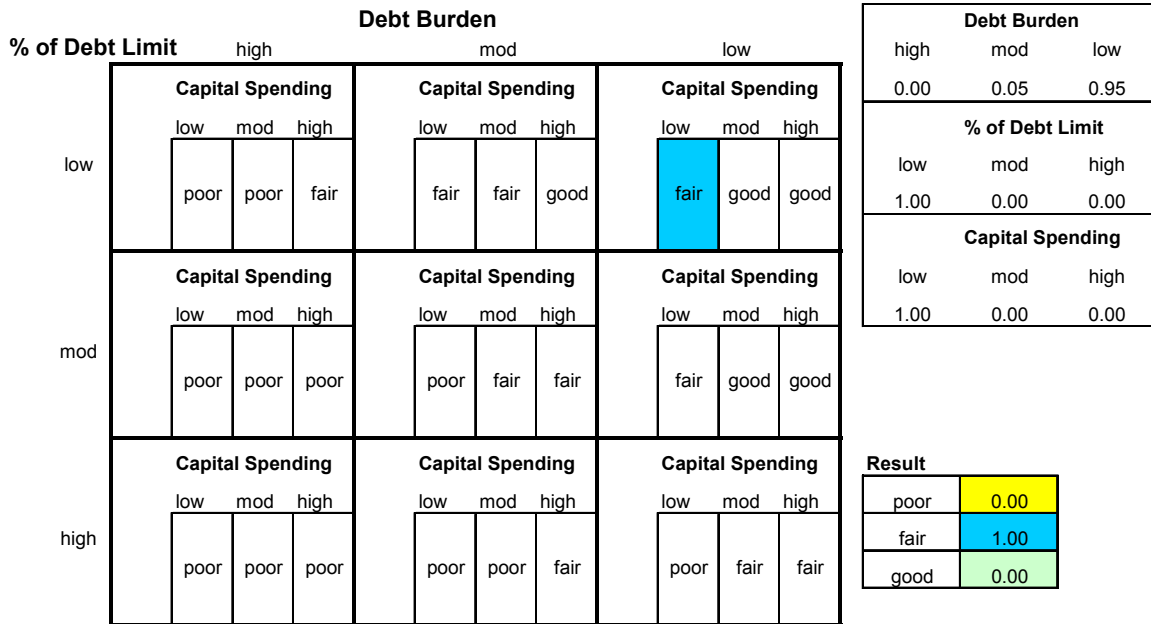 Debt Burden
% of Debt Limit high mod low
Capital Spending Capital Spending Capital Spending
low mod high low mod high low mod high
low
poor poor fair fair fair good fair good good
Capital Spending Capital Spending Capital Spending
low mod high low mod high low mod high
mod
poor poor poor poor fair fair fair good good
Capital Spending Capital Spending Capital Spending
low mod high low mod high low mod high
high
poor poor poor poor poor fair poor fair fair
Debt Burden
high mod low
0.00 0.05 0.95
% of Debt Limit
low mod high
1.00 0.00 0.00
Capital Spending
low mod high
1.00 0.00 0.00
Result
poor 0.00
fair 1.00
good 0.00